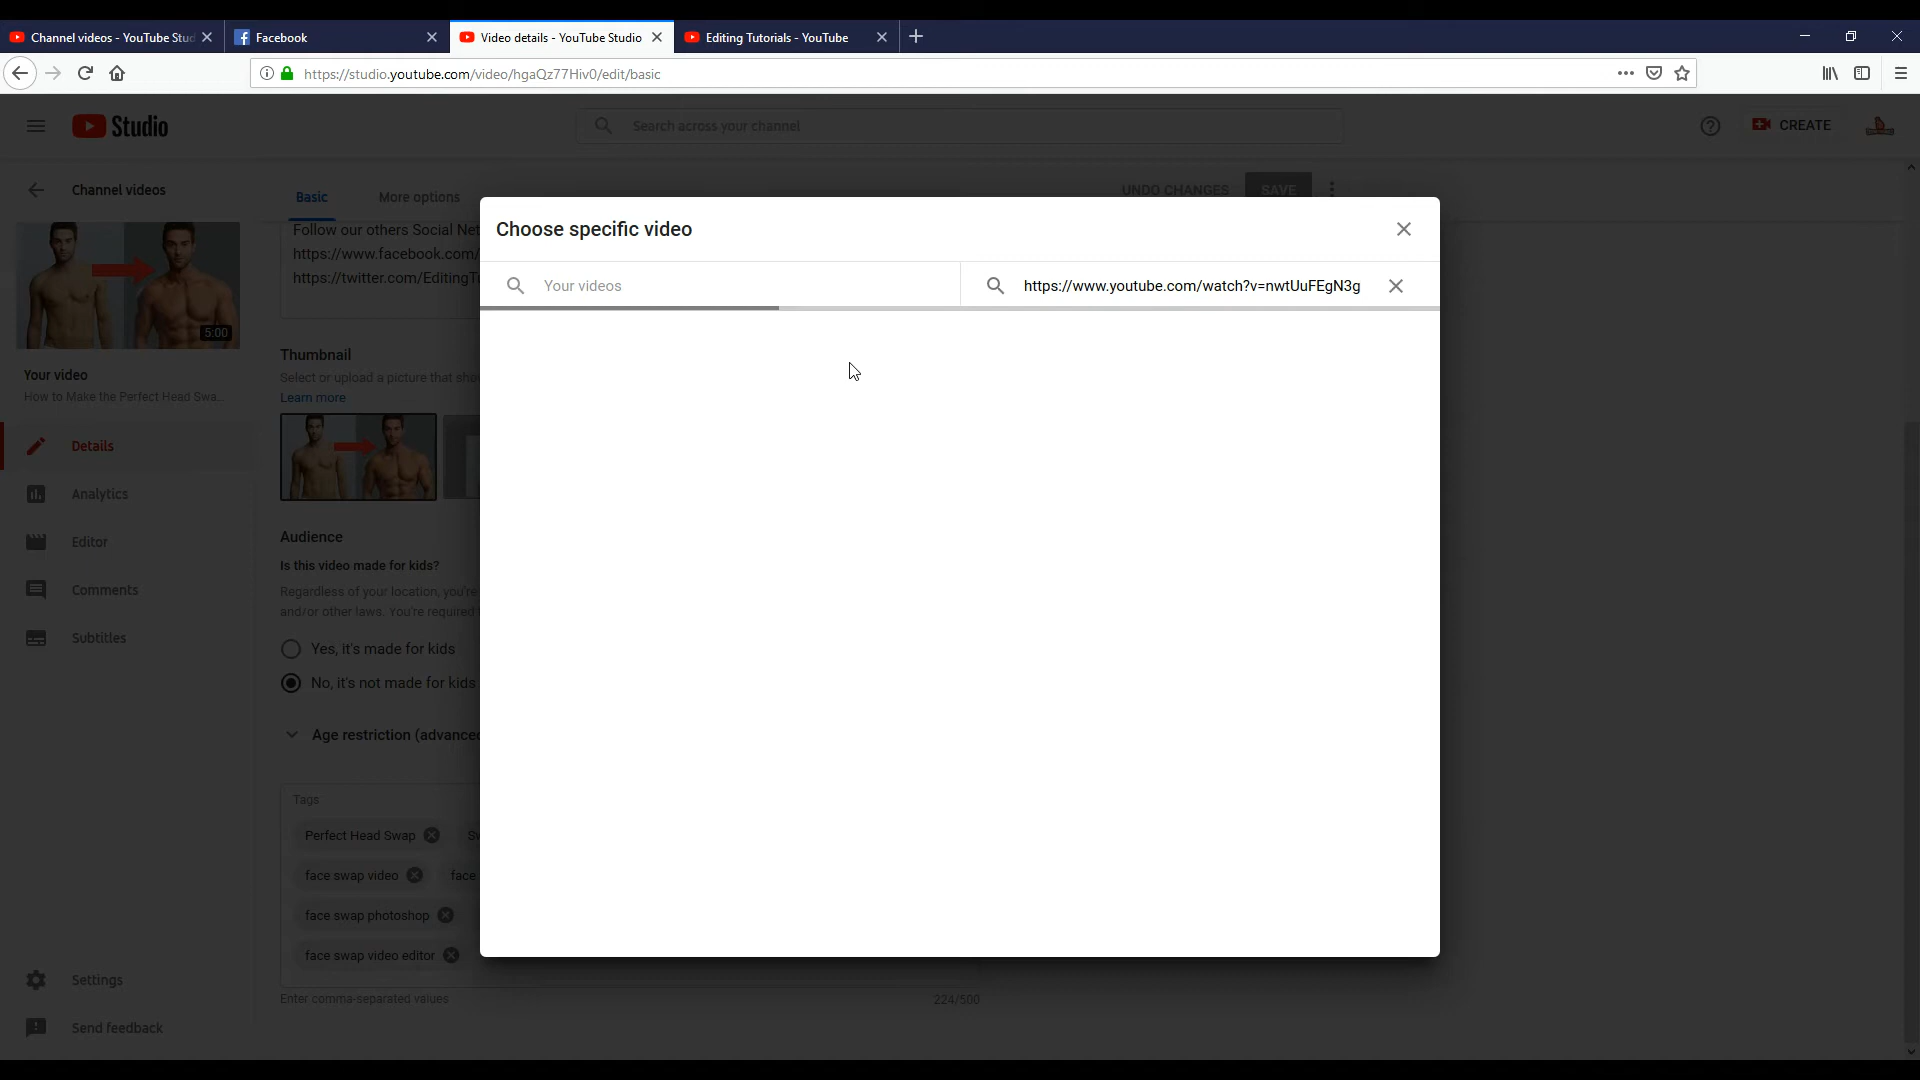 Channel videos - YouTube Stud
Facebook
Video details - YouTube Studio
Editing Tutorials - YouTube
https://studio.youtube.com/video/hgaQz77Hiv0/edit/basic
Studio
Search across your channel
CREATE
Channel videos
Basic
More options
UNDO CHANGES
SAVE
Choose specific video
Your videos
https://www.youtube.com/watch?v=nwtUuFEgN3g
Follow our others Social Net
https://www.facebook.com/
https://twitter.com/EditingT
5:00
Your video
How to Make the Perfect Head Swa...
Thumbnail
Select or upload a picture that sho
Learn more
Details
Analytics
Editor
Comments
Subtitles
Audience
Is this video made for kids?
Regardless of your location, you're
and/or other laws. You're required
Yes, it's made for kids
No, it's not made for kids
Age restriction (advanced
Tags
Perfect Head Swap
face swap video
face
face swap photoshop
face swap video editor
Enter comma-separated values
224/500
Settings
Send feedback